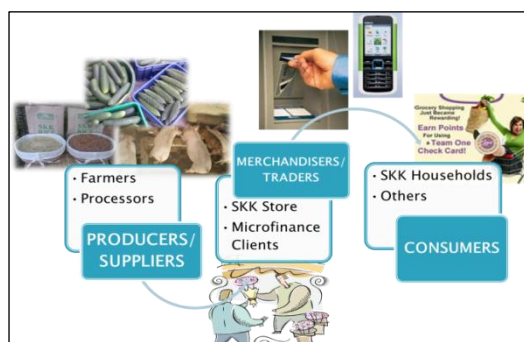 SKK
Farmers
Processors
PRODUCERS/
SUPPLIERS
MERCHANDISERS/
TRADERS
SKK Store
Microfinance
Clients
Grocery Shopping
Just Became
Rewarding!
Earn Points
For Using
Team One
Check Card!
SKK Households
Others
CONSUMERS